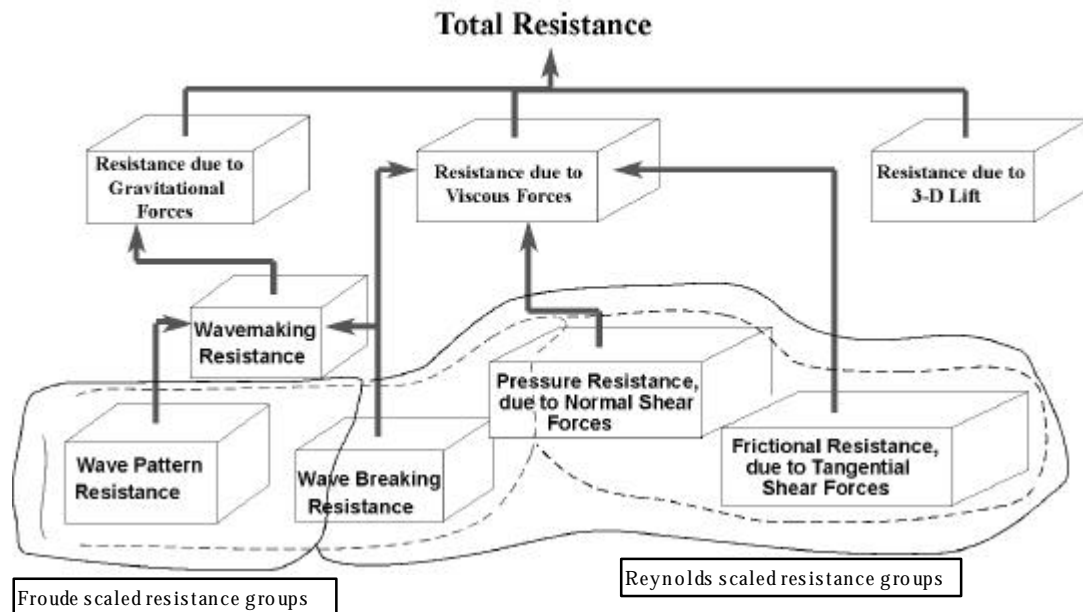 Total Resistance
Resistance due to
Gravitational
Forces
Resistance due to
Viscous Forces
Resistance due to
3-D Lift
Wavemaking
Resistance
Pressure Resistance,
due to Normal Shear
Forces
Wave Pattern
Resistance
Wave Breaking
Resistance
Frictional Resistance,
due to Tangential
Shear Forces
Froude scaled resistance groups
Reynolds scaled resistance groups